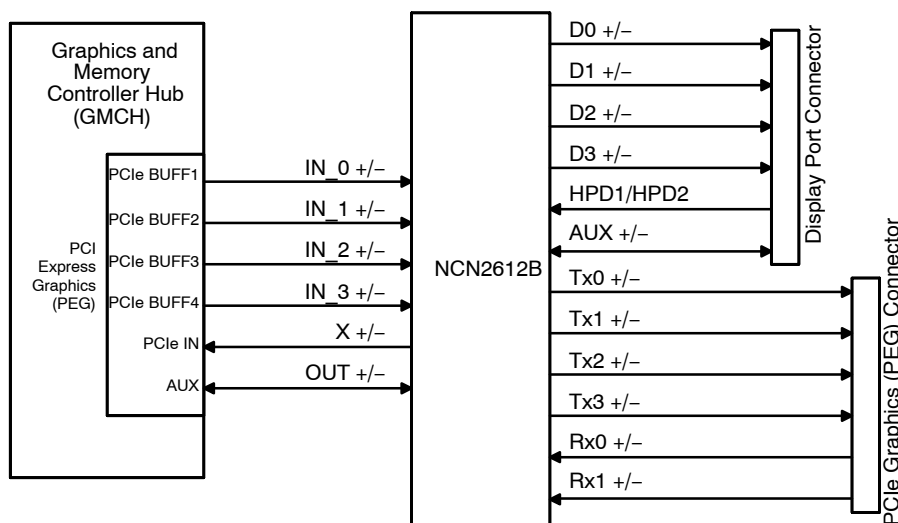 Graphics and
Memory
Controller Hub
(GMCH)
PCIe BUFF1
PCIe BUFF2
PCIe BUFF3
PCIe BUFF4
PCIe IN
AUX
PCI
Express
Graphics
(PEG)
IN_0 +/−
IN_1 +/−
IN_2 +/−
IN_3 +/−
X +/−
OUT +/−
NCN2612B
D0 +/−
D1 +/−
D2 +/−
D3 +/−
HPD1/HPD2
AUX +/−
Tx0 +/−
Tx1 +/−
Tx2 +/−
Tx3 +/−
Rx0 +/−
Rx1 +/−
Display Port Connector
PCIe Graphics (PEG) Connector